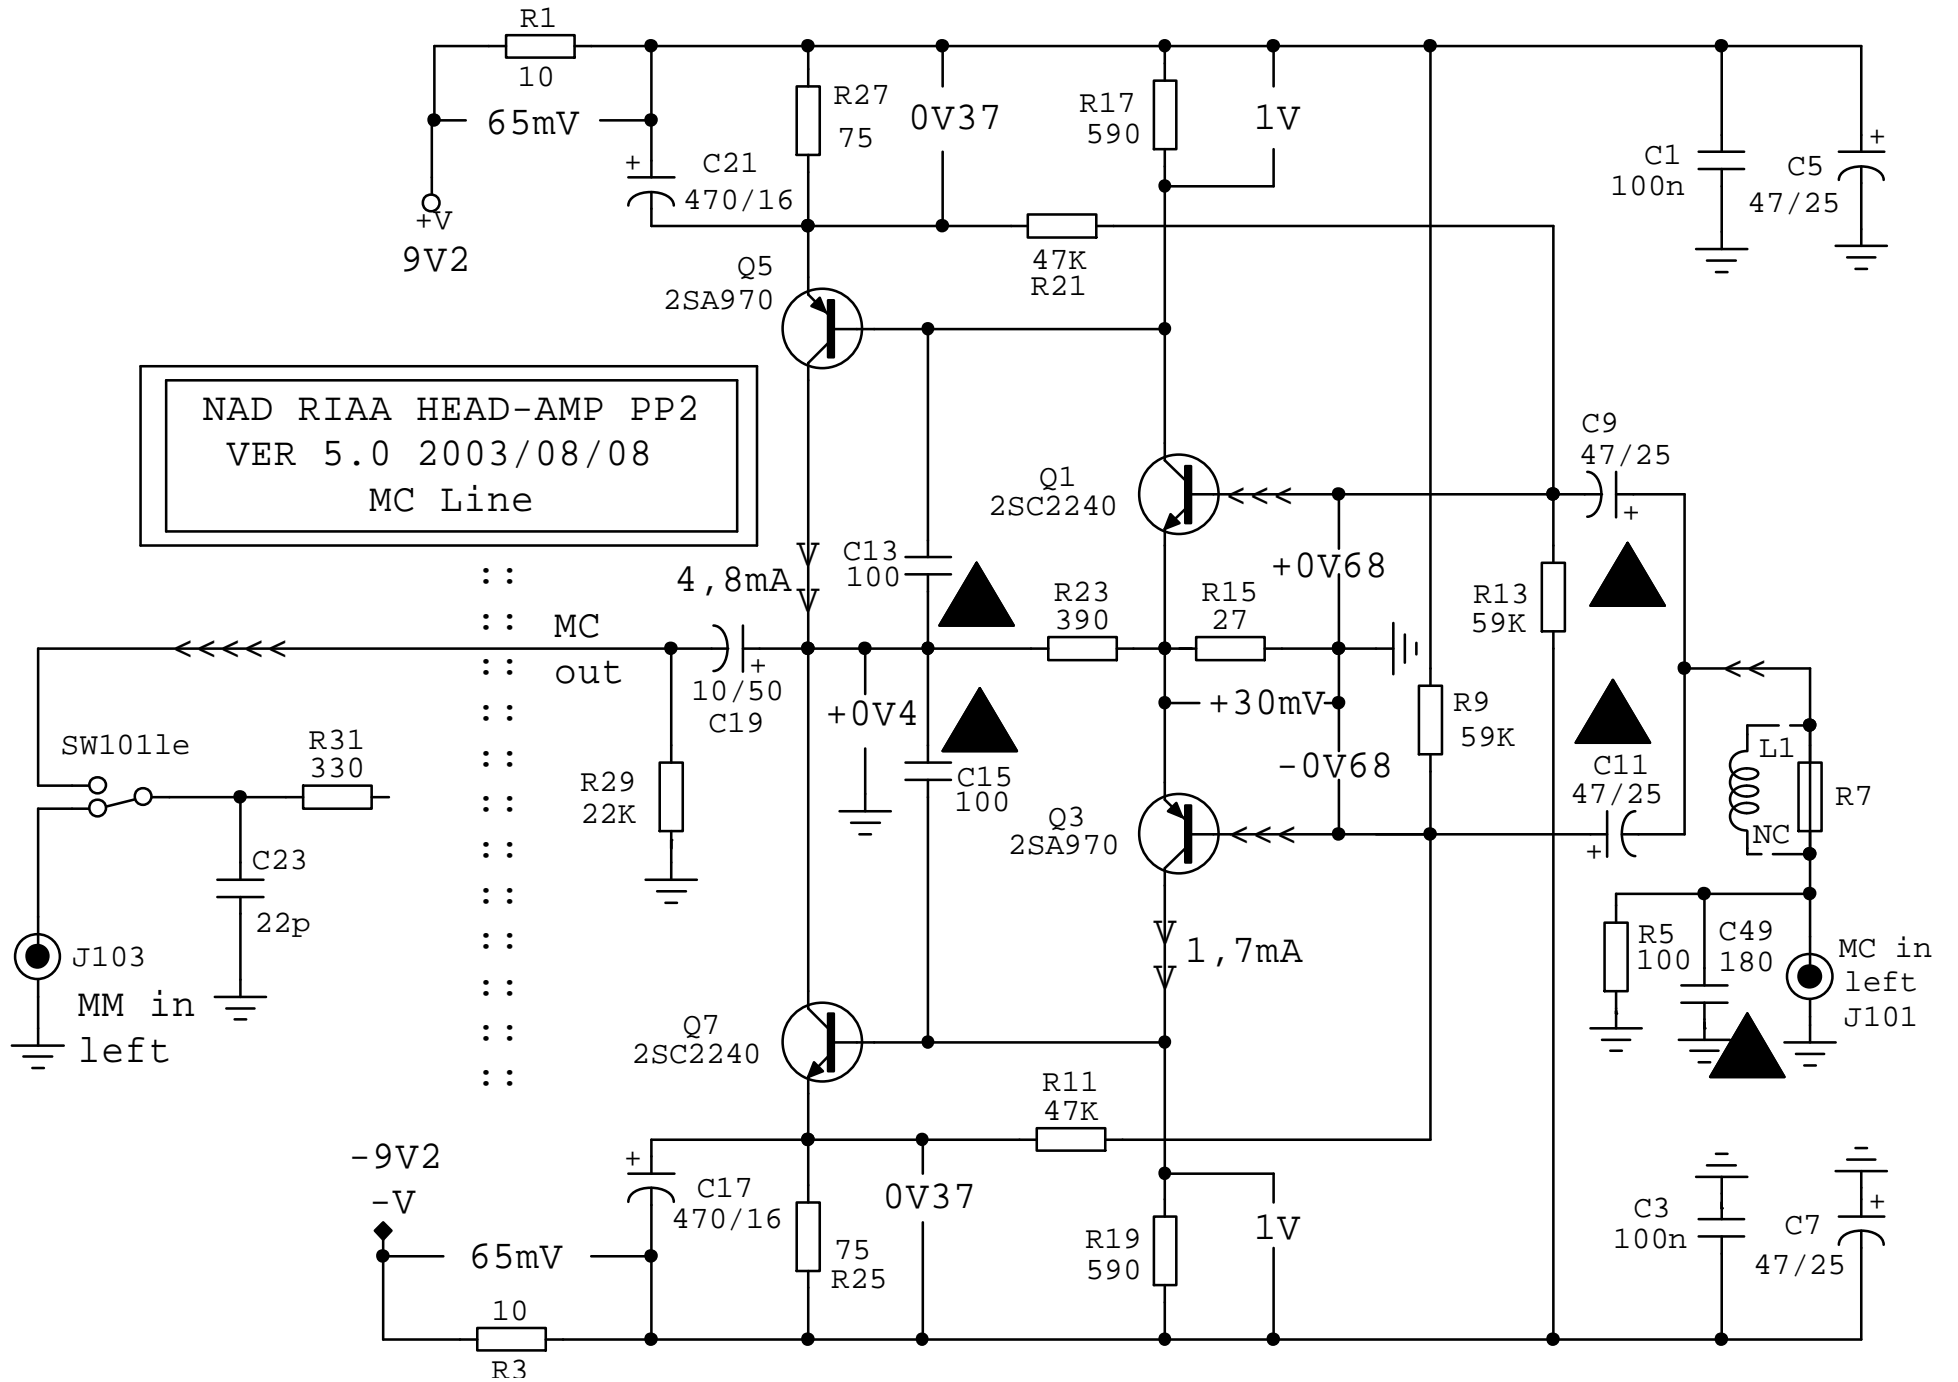 R1
10
65mV
+V
9V2
+
C21
470/16
R27
75
0V37
R17
590
1V
C1
100n
+
C5
47/25
47K
R21
Q5
2SA970
NAD RIAA HEAD-AMP PP2
VER 5.0 2003/08/08
MC Line
C9
47/25
+
Q1
2SC2240
C13
100
4,8mA
R23
390
R15
27
+0V68
R13
59K
MC
out
+
10/50
C19
+0V4
+30mV
R9
59K
SW101le
R31
330
R29
22K
C15
100
-0V68
C11
47/25
+
L1
NC
R7
Q3
2SA970
C23
22p
J103
MM in
left
1,7mA
R5
100
C49
180
MC in
left
J101
Q7
2SC2240
R11
47K
-9V2
-V
+
C17
470/16
0V37
65mV
75
R25
R19
590
1V
C3
100n
+
C7
47/25
10
R3